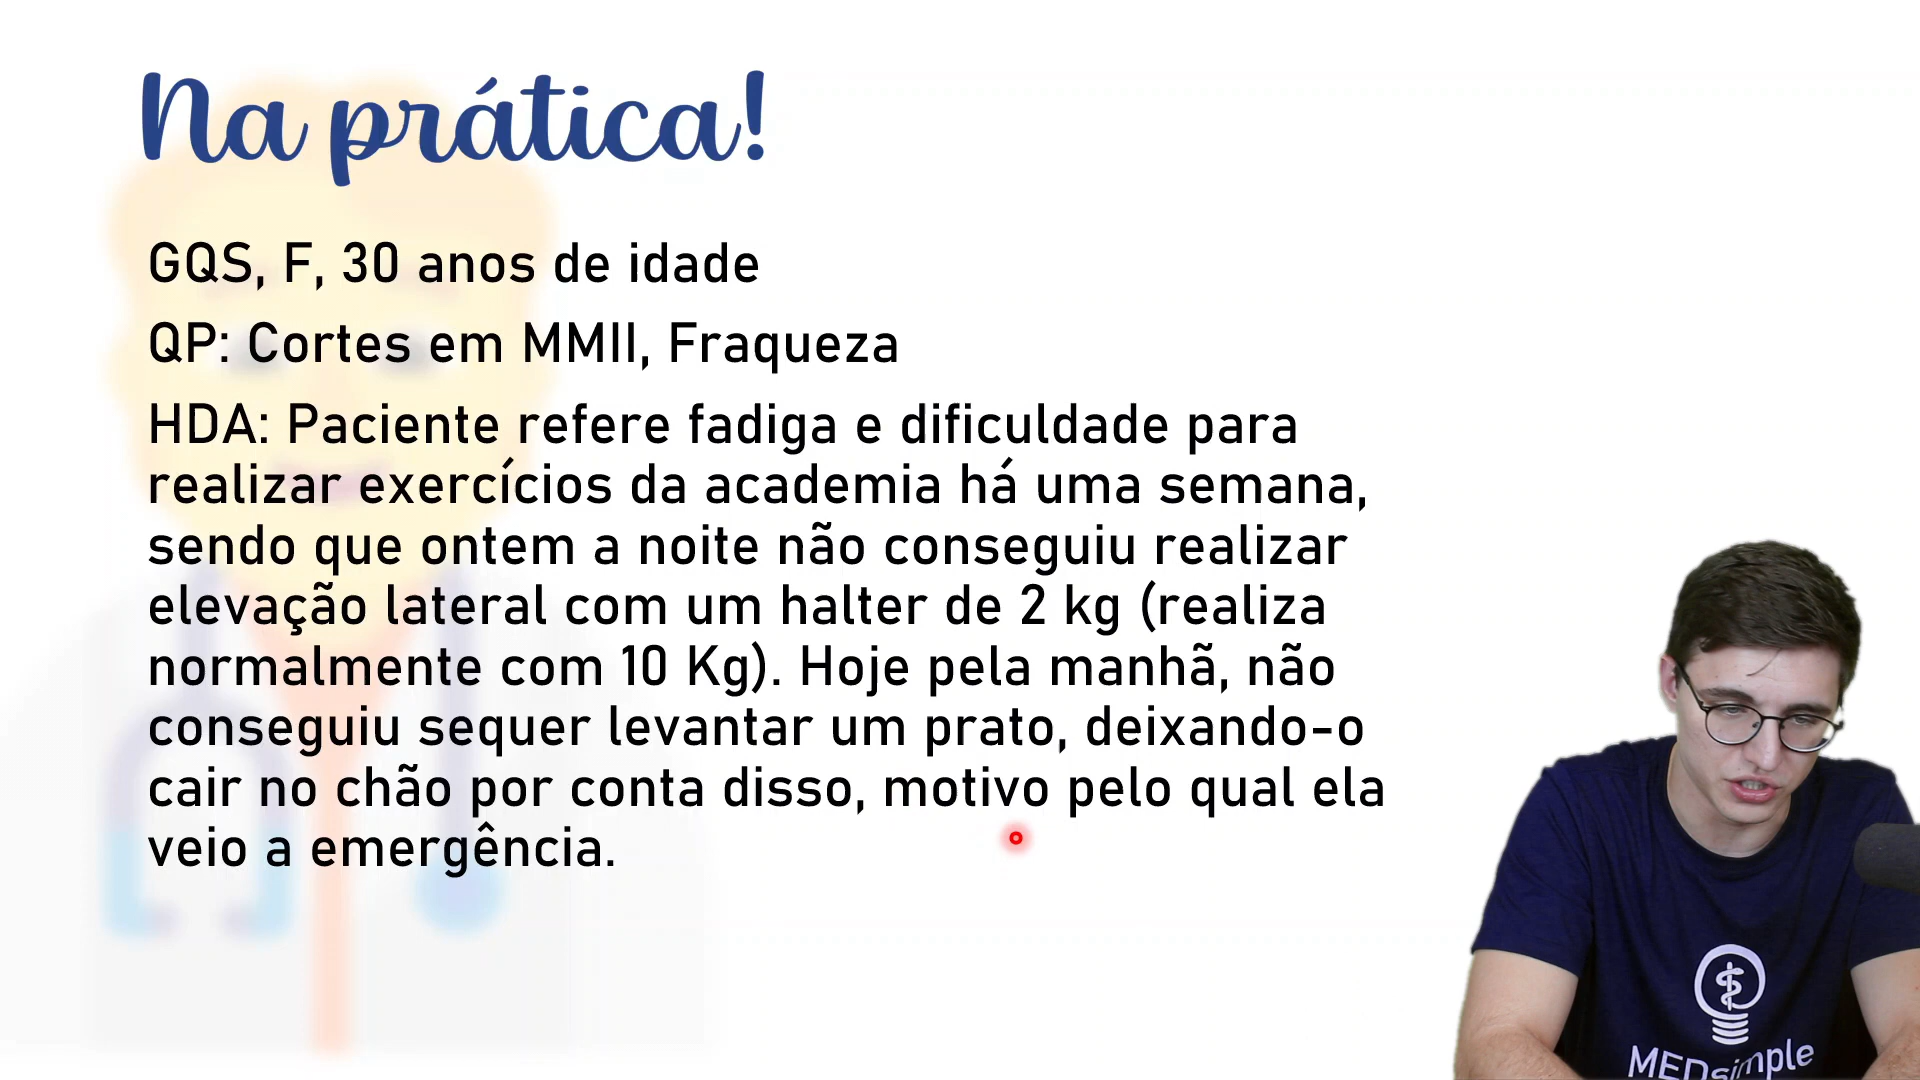 Na prática!
GQS, F, 30 anos de idade
QP: Cortes em MMII, Fraqueza
HDA: Paciente refere fadiga e dificuldade para
realizar exercícios da academia há uma semana,
sendo que ontem a noite não conseguiu realizar
elevação lateral com um halter de 2 kg (realiza
normalmente com 10 Kg). Hoje pela manhã, não
conseguiu sequer levantar um prato, deixando-o
cair no chão por conta disso, motivo pelo qual ela
veio a emergência.
MEDsimple